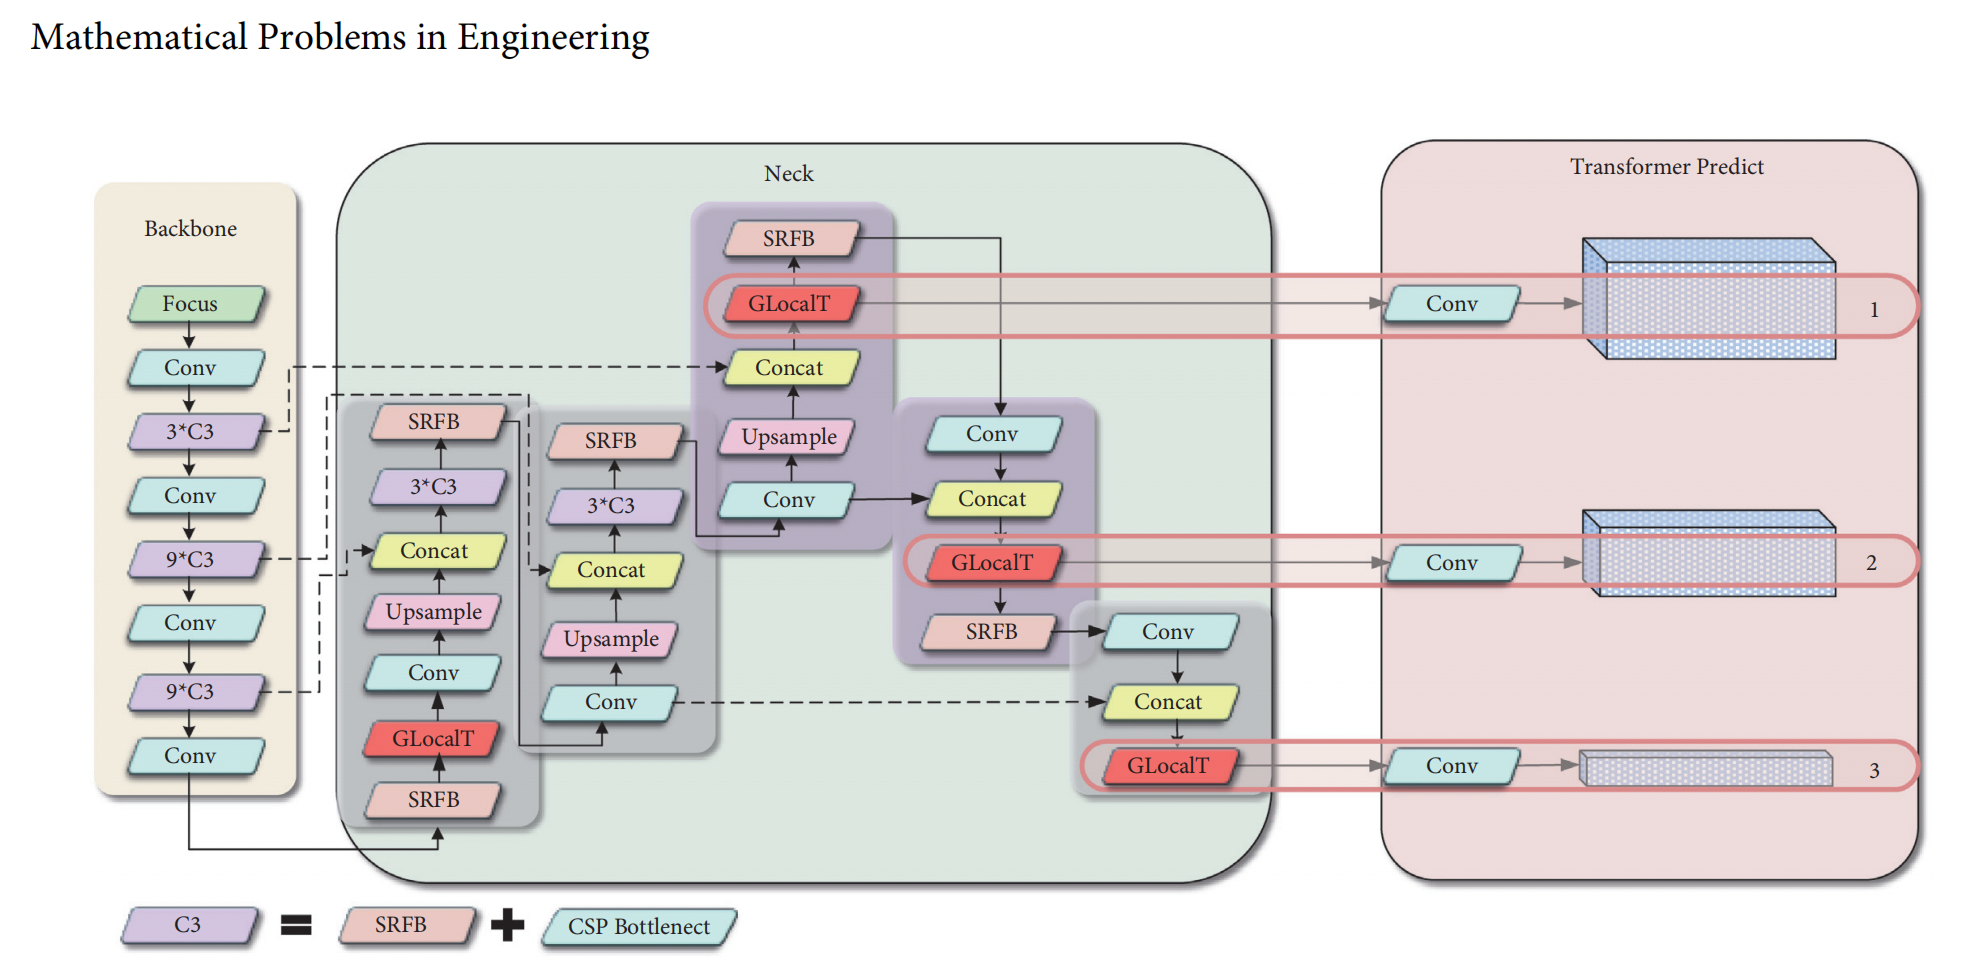 Mathematical Problems in Engineering
Backbone
Focus
Conv
3*C3
Conv
9*C3
Conv
9*C3
Conv
Neck
SRFB
3*C3
Concat
Upsample
Conv
GLocalT
SRFB
SRFB
3*C3
Concat
Upsample
Conv
SRFB
GLocalT
Concat
Upsample
Conv
Conv
Concat
GLocalT
SRFB
Conv
Concat
GLocalT
Transformer Predict
Conv
1
Conv
2
Conv
3
C3 = SRFB + CSP Bottlenect